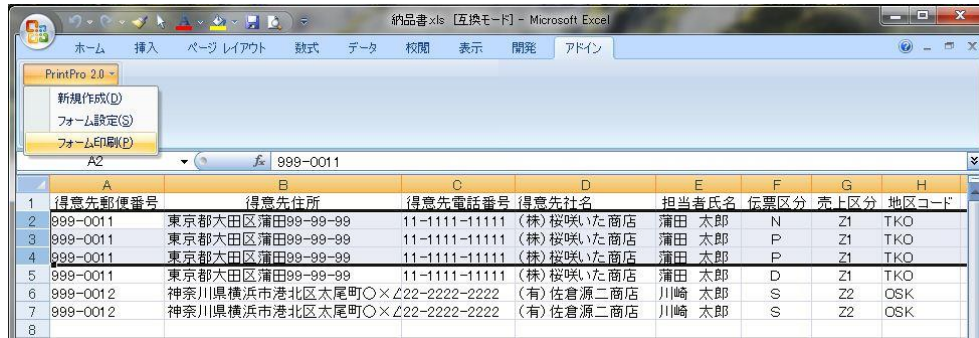 納品書.xls [互換モード] - Microsoft Excel
ホーム 挿入 ページ レイアウト 数式 データ 校閲 表示 開発 アドイン
PrintPro 2.0
新規作成(D)
フォーム設定(S)
フォーム印刷(P)
A2 fx 999-0011
A B C D E F G H
1 得意先郵便番号 得意先住所 得意先電話番号 得意先社名 担当者氏名 伝票区分 売上区分 地区コード
2 999-0011 東京都大田区蒲田99-99-99 11-1111-11111 (株)桜咲いた商店 蒲田 太郎 N Z1 TKO
3 999-0011 東京都大田区蒲田99-99-99 11-1111-11111 (株)桜咲いた商店 蒲田 太郎 P Z1 TKO
4 999-0011 東京都大田区蒲田99-99-99 11-1111-11111 (株)桜咲いた商店 蒲田 太郎 P Z1 TKO
5 999-0011 東京都大田区蒲田99-99-99 11-1111-11111 (株)桜咲いた商店 蒲田 太郎 D Z1 TKO
6 999-0012 神奈川県横浜市港北区太尾町○×△22-2222-2222 (有)佐倉源二商店 川崎 太郎 S Z2 OSK
7 999-0012 神奈川県横浜市港北区太尾町○×△22-2222-2222 (有)佐倉源二商店 川崎 太郎 S Z2 OSK
8